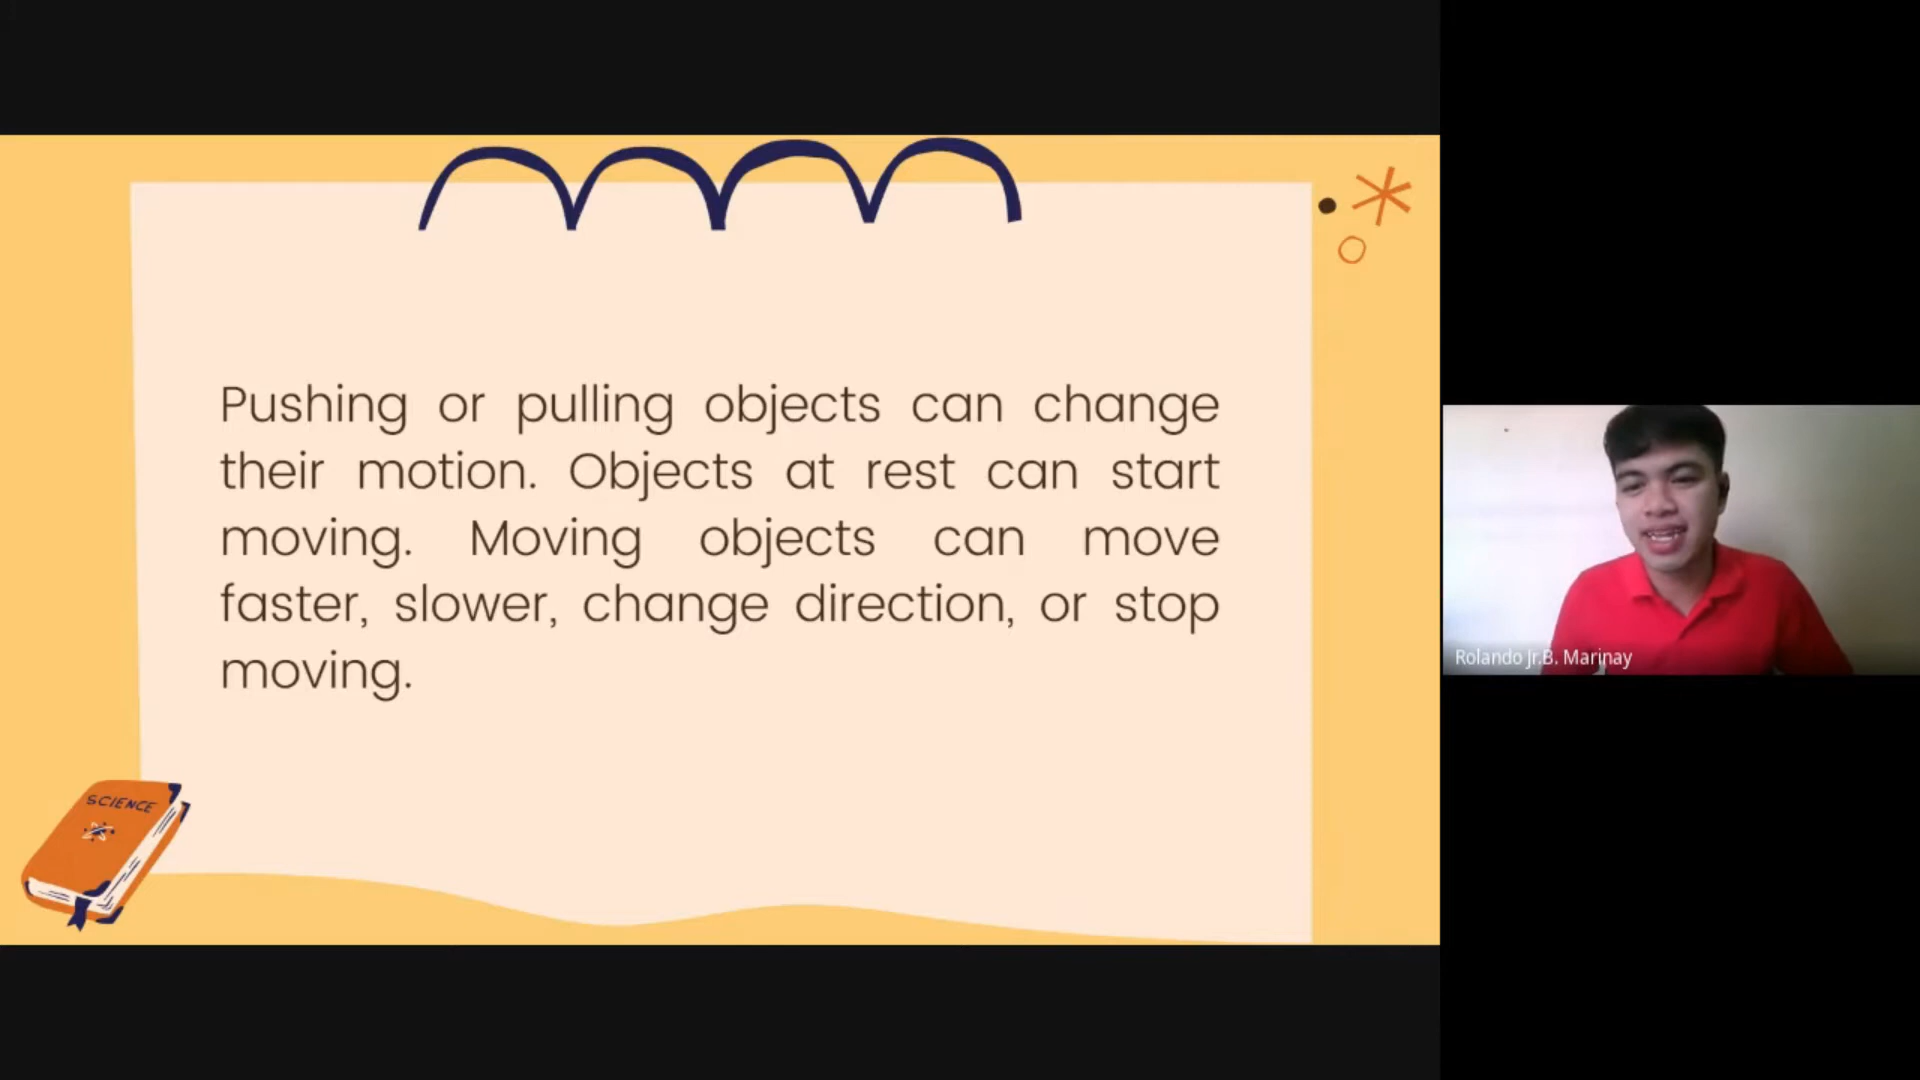 Pushing or pulling objects can change
their motion. Objects at rest can start
moving. Moving objects can move
faster, slower, change direction, or stop
moving.
SCIENCE
Rolando Jr.B. Marinay